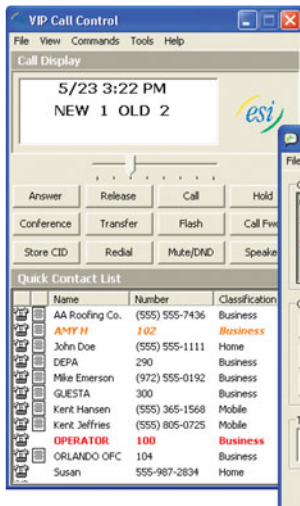 VIP Call Control
File View Commands Tools Help
Call Display
5/23 3:22 PM
NEW 1 OLD 2
esi
File
Answer Release Call Hold
Conference Transfer Flash Call Fwd
Store CID Redial Mute/DND Speake
Quick Contact List
Name Number Classification
AA Roofing Co. (555) 555-7436 Business
AMY H 102 Business
John Doe (555) 555-1111 Home
DEPA 290 Business
Mike Emerson (972) 555-0192 Business
GUESTA 300 Business
Kent Hansen (555) 365-1568 Mobile
Kent Jeffries (555) 805-0725 Mobile
OPERATOR 100 Business
ORLANDO OFC 104 Business
Susan 555-987-2834 Home